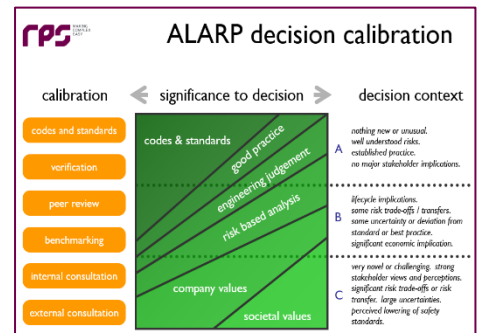 rps
MAKING
COMPLEX
EASY
ALARP decision calibration
calibration
significance to decision
decision context
codes and standards
verification
peer review
benchmarking
internal consultation
external consultation
codes & standards
good practice
engineering judgement
risk based analysis
company values
societal values
A
nothing new or unusual.
well understood risks.
established practice.
no major stakeholder implications.
B
lifecycle implications.
some risk trade-offs / transfers.
some uncertainty or deviation from
standard or best practice.
significant economic implication.
C
very novel or challenging. strong
stakeholder views and perceptions.
significant risk trade-offs or risk
transfer. large uncertainties.
perceived lowering of safety
standards.